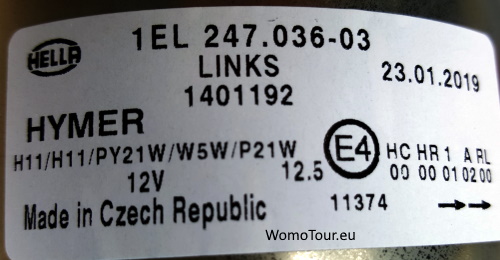 HELLA
1EL 247.036-03
LINKS
1401192
23.01.2019
HYMER
H11/H11/PY21W/W5W/P21W
12V
12.5
E4
HC HR 1 A RL
00 00 01 02 00
11374
Made in Czech Republic
WomoTour.eu